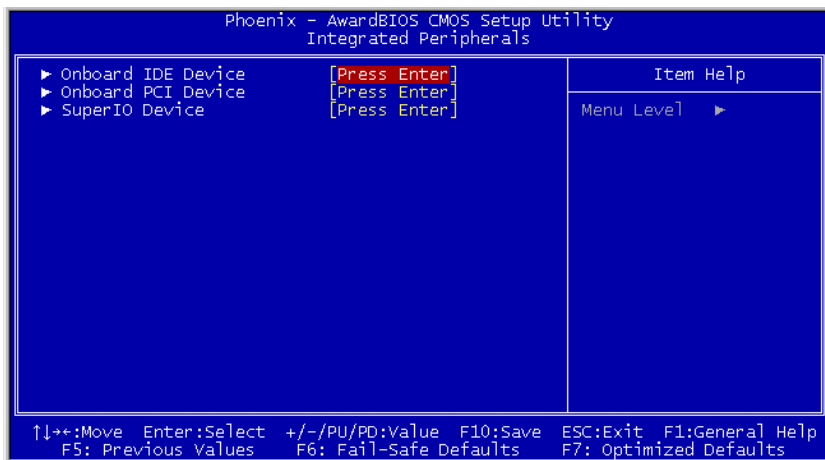 Phoenix - AwardBIOS CMOS Setup Utility
Integrated Peripherals
► Onboard IDE Device [Press Enter]
► Onboard PCI Device [Press Enter]
► SuperIO Device [Press Enter]
Item Help
Menu Level ►
↑↓→←:Move Enter:Select +/-/PU/PD:Value F10:Save ESC:Exit F1:General Help
F5: Previous Values F6: Fail-Safe Defaults F7: Optimized Defaults